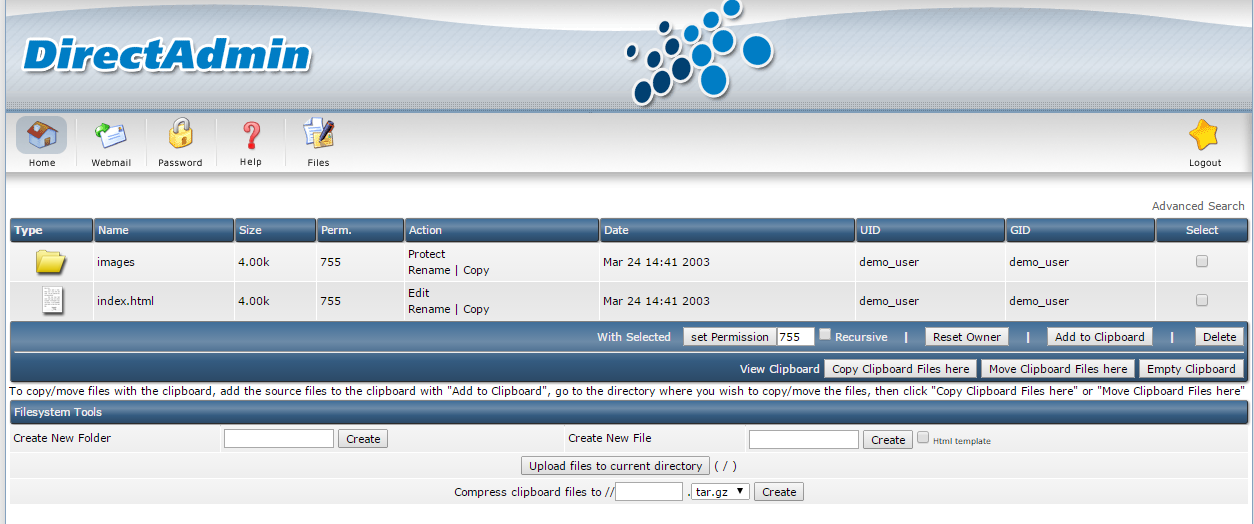 DirectAdmin
Home Webmail Password Help Files Logout
Advanced Search
Type Name Size Perm. Action Date UID GID Select
images 4.00k 755 Protect Mar 24 14:41 2003 demo_user demo_user
Rename | Copy
index.html 4.00k 755 Edit Mar 24 14:41 2003 demo_user demo_user
Rename | Copy
With Selected set Permission 755 Recursive | Reset Owner | Add to Clipboard | Delete
View Clipboard Copy Clipboard Files here Move Clipboard Files here Empty Clipboard
To copy/move files with the clipboard, add the source files to the clipboard with "Add to Clipboard", go to the directory where you wish to copy/move the files, then click "Copy Clipboard Files here" or "Move Clipboard Files here"
Filesystem Tools
Create New Folder Create Create New File Create Html template
Upload files to current directory ( / )
Compress clipboard files to // . tar.gz Create